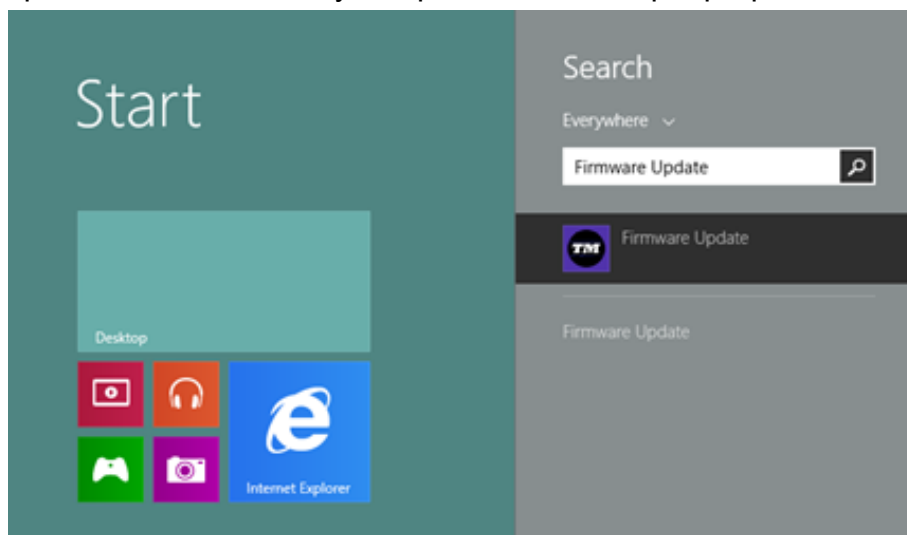 Start
Desktop
Internet Explorer
Search
Everywhere
Firmware Update
TM
Firmware Update
Firmware Update